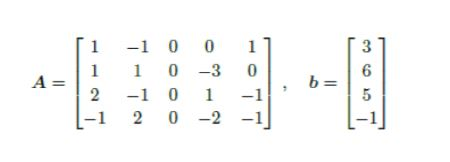 A = [ 1 -1 0 0 1
1 1 0 -3 0
2 -1 0 1 -1
-1 2 0 -2 -1 ] , b = [ 3
6
5
-1 ]